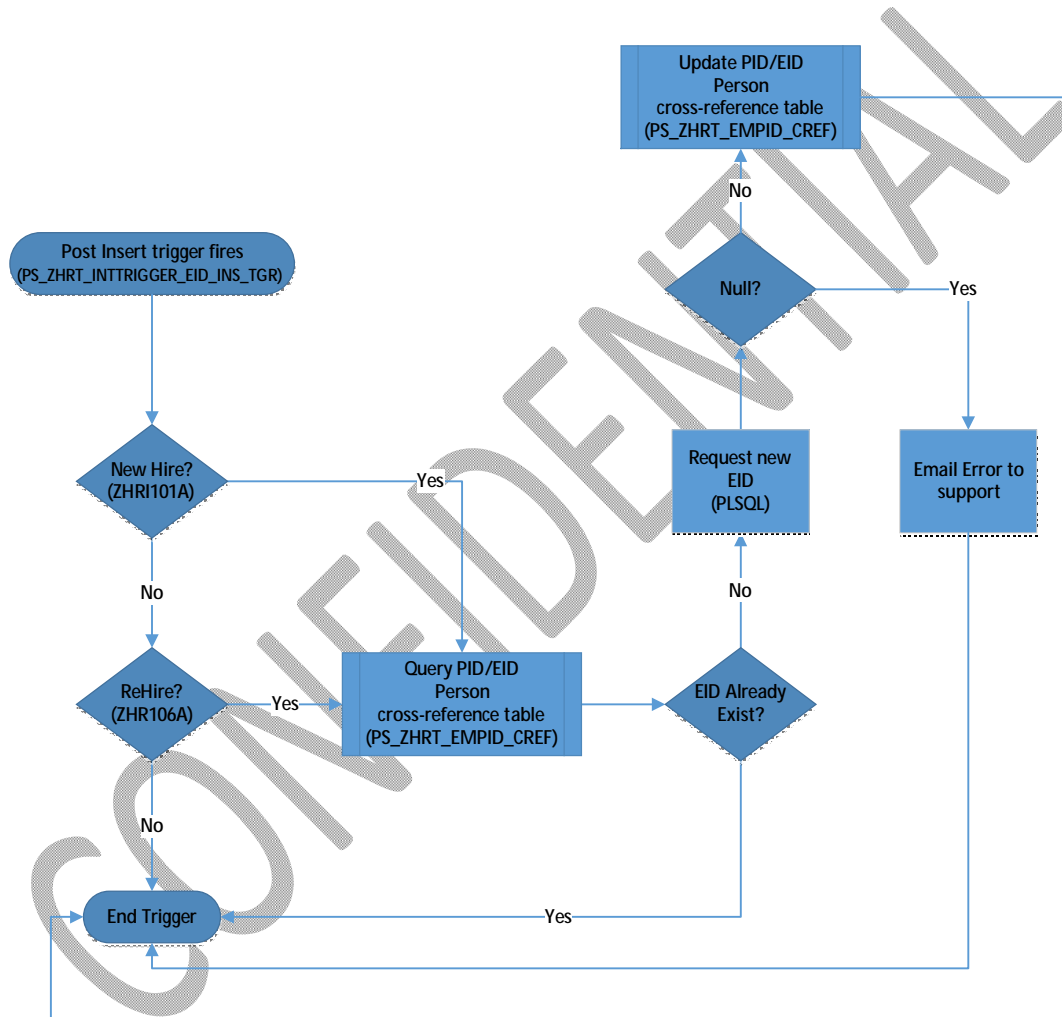 Update PID/EID
Person
cross-reference table
(PS_ZHRT_EMPID_CREF)
No
Post Insert trigger fires
(PS_ZHRT_INTTRIGGER_EID_INS_TGR)
Null?
Yes
New Hire?
(ZHRI101A)
Yes
Request new
EID
(PLSQL)
Email Error to
support
No
No
ReHire?
(ZHR106A)
Yes
Query PID/EID
Person
cross-reference table
(PS_ZHRT_EMPID_CREF)
EID Already
Exist?
No
End Trigger
Yes
CONFIDENTIAL